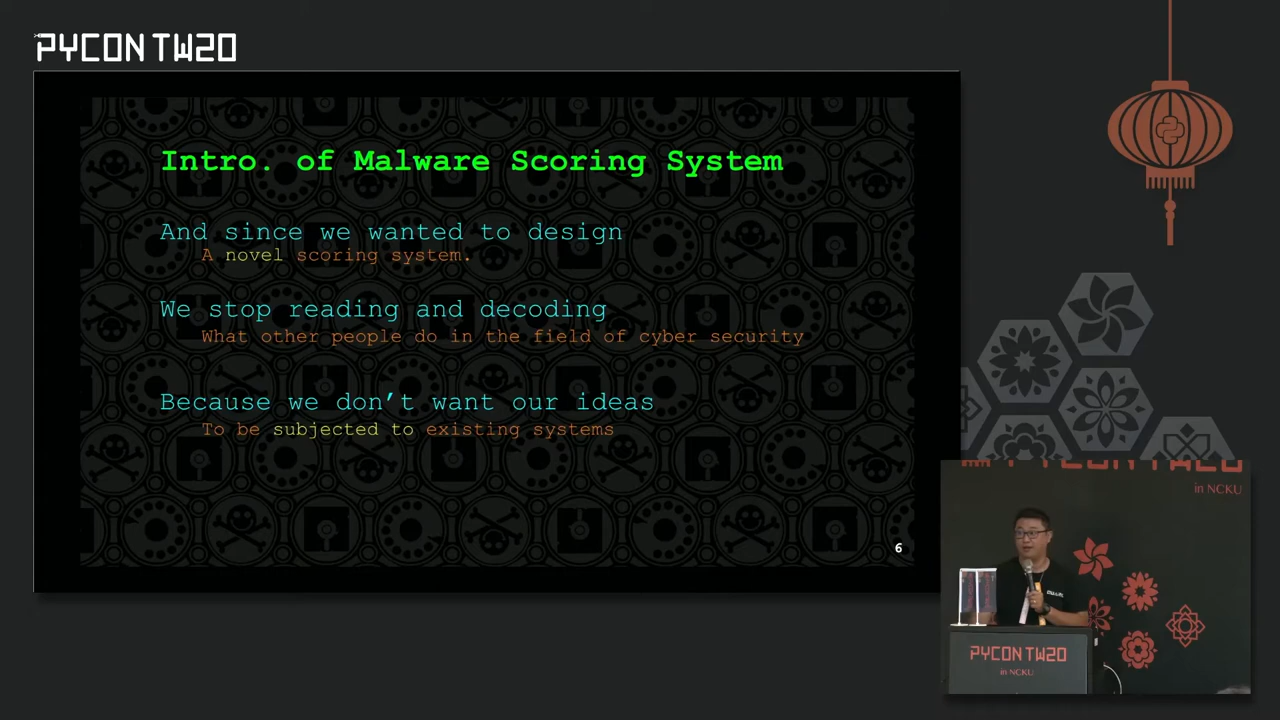 PYCON TW20
Intro. of Malware Scoring System
And since we wanted to design
A novel scoring system.
We stop reading and decoding
What other people do in the field of cyber security
Because we don’t want our ideas
To be subjected to existing systems
6
PYCON TW20
in NCKU
PYCON TW20
in NCKU